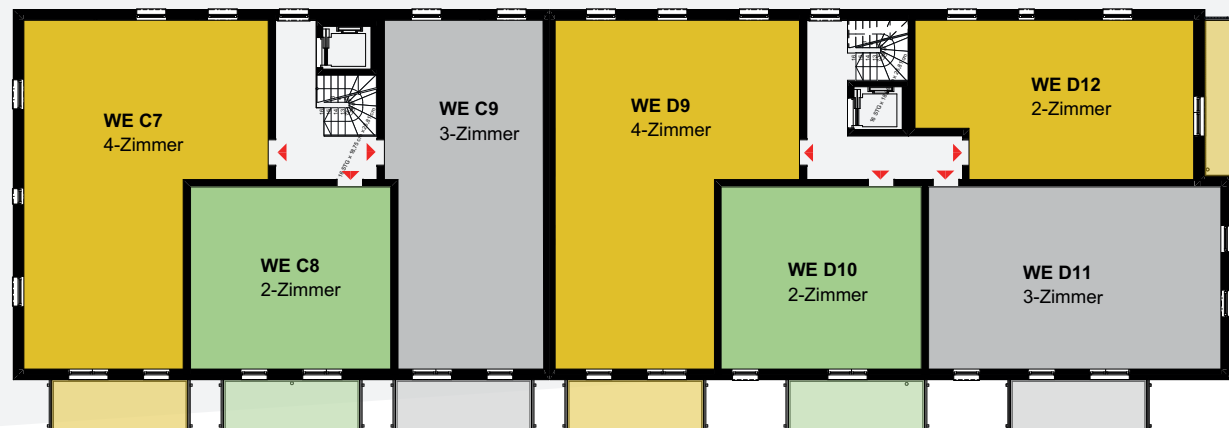 WE C7
4-Zimmer
WE C9
3-Zimmer
WE D9
4-Zimmer
WE D12
2-Zimmer
WE C8
2-Zimmer
WE D10
2-Zimmer
WE D11
3-Zimmer